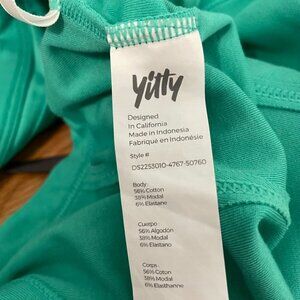 yitty
Designed
In California
Made in Indonesia
Fabriqué en Indonésie
Style #
DS2253010-4767-50760
Body:
56% Cotton
38% Modal
6% Elastane
Cuerpo:
56% Algodón
38% Modal
6% Elastano
Corps:
56% Coton
38% Modal
6% Élasthanne